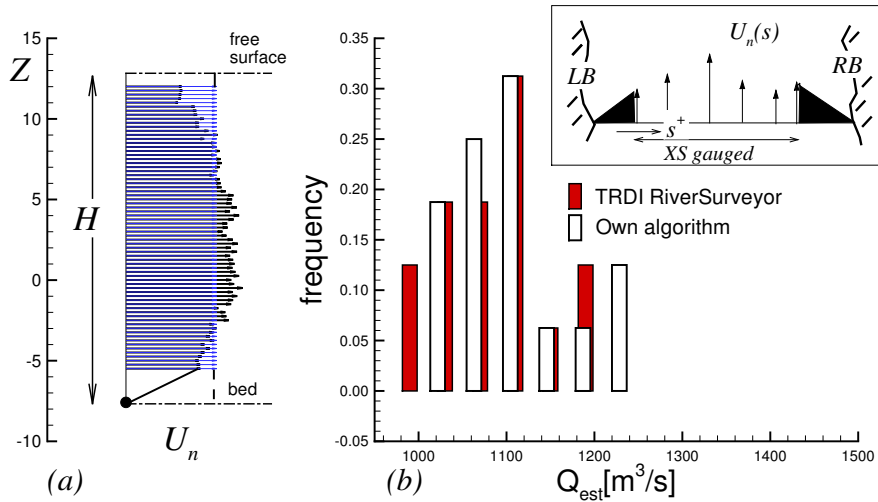 15
10
5
0
-5
-10
Z
H
free
surface
bed
Uₙ
(a)
0.35
0.30
0.25
0.20
0.15
0.10
0.05
0.00
-0.05
frequency
1000
1100
1200
1300
1400
1500
(b)
Q_est[m³/s]
Uₙ(s)
LB
RB
s⁺
XS gauged
TRDI RiverSurveyor
Own algorithm